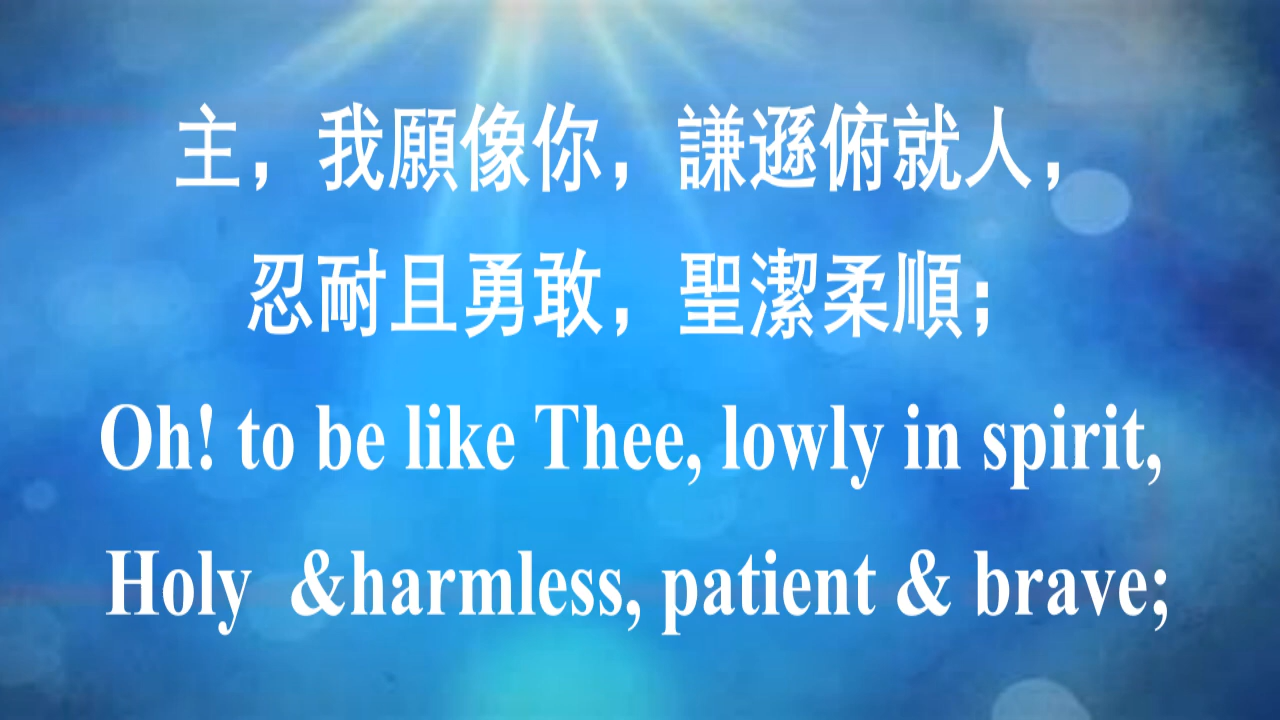 主，我願像你，謙遜俯就人，
忍耐且勇敢，聖潔柔順；
Oh! to be like Thee, lowly in spirit,
Holy  &harmless, patient & brave;